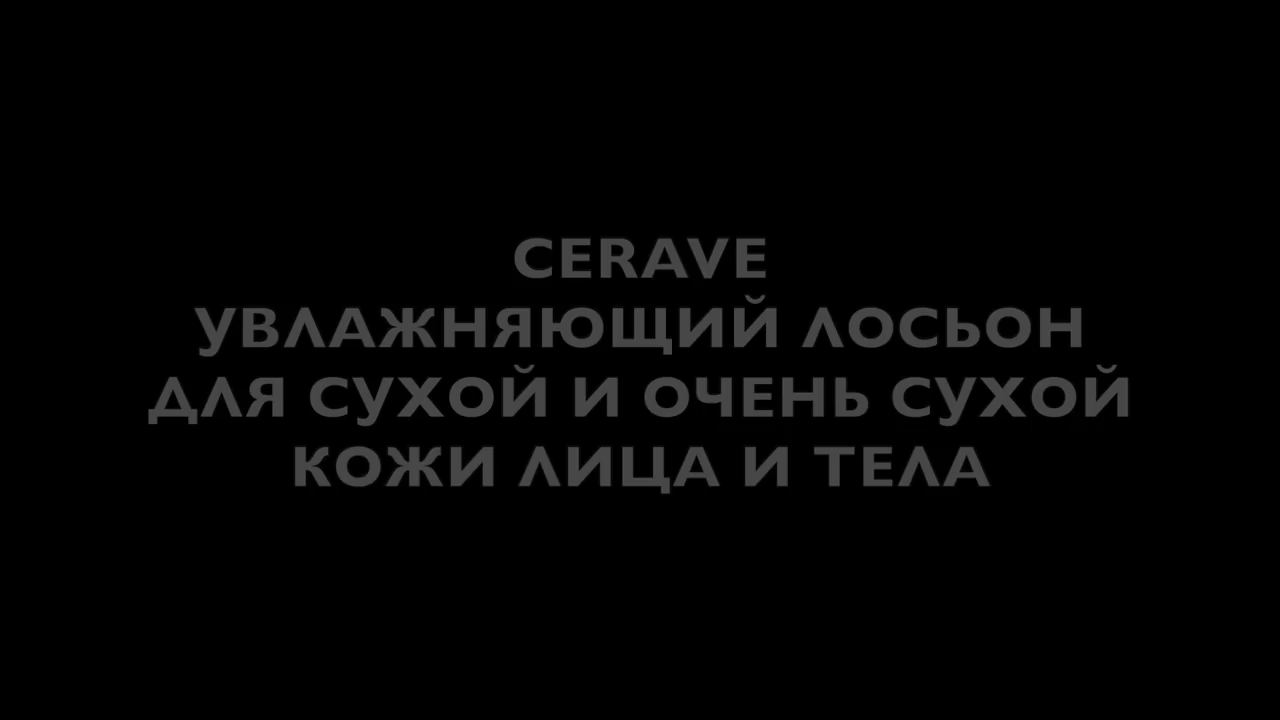 CERAVE
УВЛАЖНЯЮЩИЙ ЛОСЬОН
ДЛЯ СУХОЙ И ОЧЕНЬ СУХОЙ
КОЖИ ЛИЦА И ТЕЛА